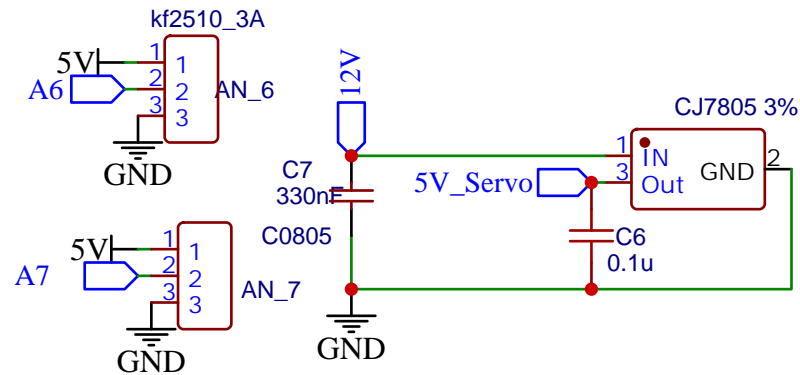 kf2510_3A
5V
1
1
A6
2
2
AN_6
3
3
GND
5V
1
1
A7
2
2
AN_7
3
3
GND
12V
C7
330nF
C0805
GND
CJ7805 3%
1
IN
GND
2
5V_Servo
3
Out
C6
0.1u